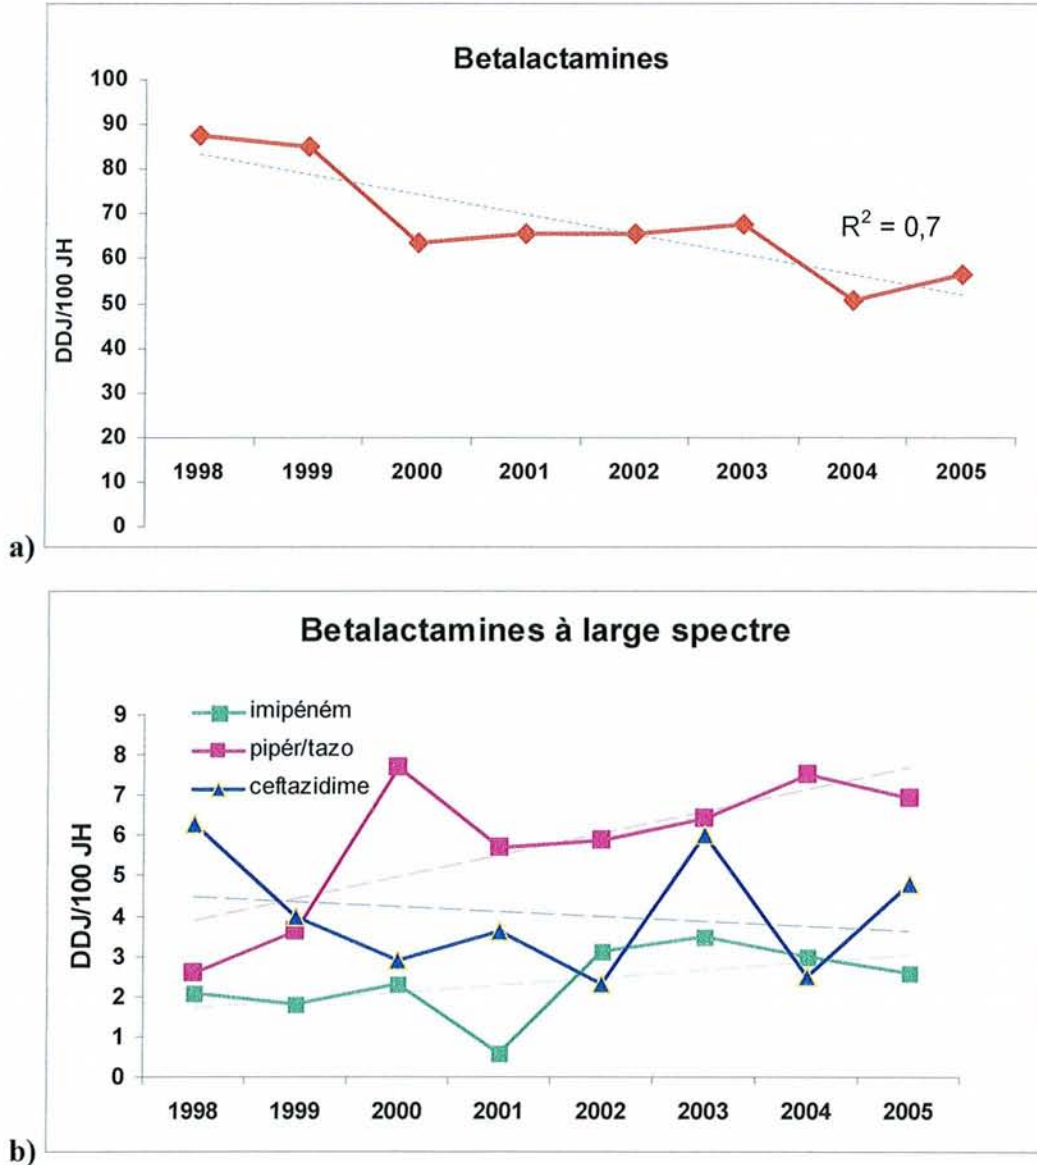 Betalactamines
100
90
80
70
60
50
40
30
20
10
0
DDJ/100 JH
R² = 0,7
1998 1999 2000 2001 2002 2003 2004 2005
a)
Betalactamines à large spectre
imipéném
pipér/tazo
ceftazidime
9
8
7
6
5
4
3
2
1
0
DDJ/100 JH
1998 1999 2000 2001 2002 2003 2004 2005
b)